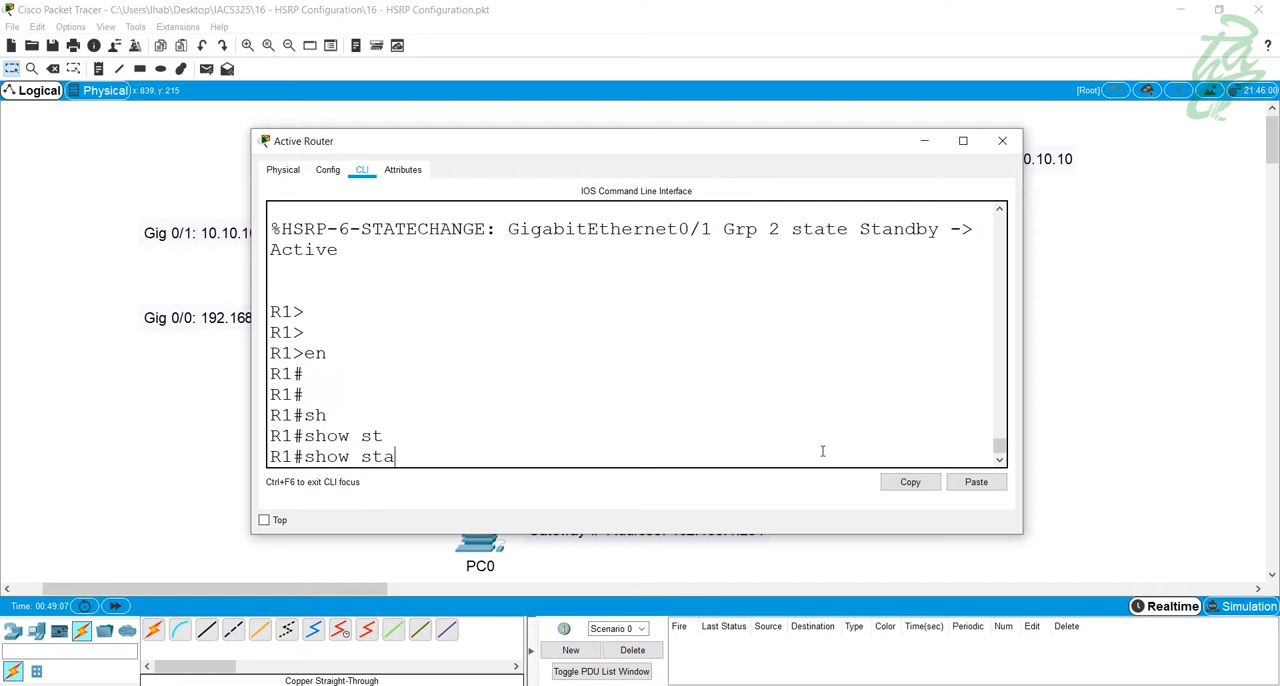 Cisco Packet Tracer - C:\Users\Ihab\Desktop\IACS325\16 - HSRP Configuration\16 - HSRP Configuration.pkt
File Edit Options View Tools Extensions Help
Logical Physical x: 839, y: 215 [Root] 21:46:00
Active Router
0.10.10
Physical Config CLI Attributes
IOS Command Line Interface
%HSRP-6-STATECHANGE: GigabitEthernet0/1 Grp 2 state Standby ->
Active
Gig 0/1: 10.10.10
R1>
Gig 0/0: 192.168
R1>
R1>en
R1#
R1#
R1#sh
R1#show st
R1#show sta
Ctrl+F6 to exit CLI focus
Copy Paste
Top
PC0
Time: 00:49:07
Realtime Simulation
Scenario 0
Fire Last Status Source Destination Type Color Time(sec) Periodic Num Edit Delete
New Delete
Toggle PDU List Window
Copper Straight-Through